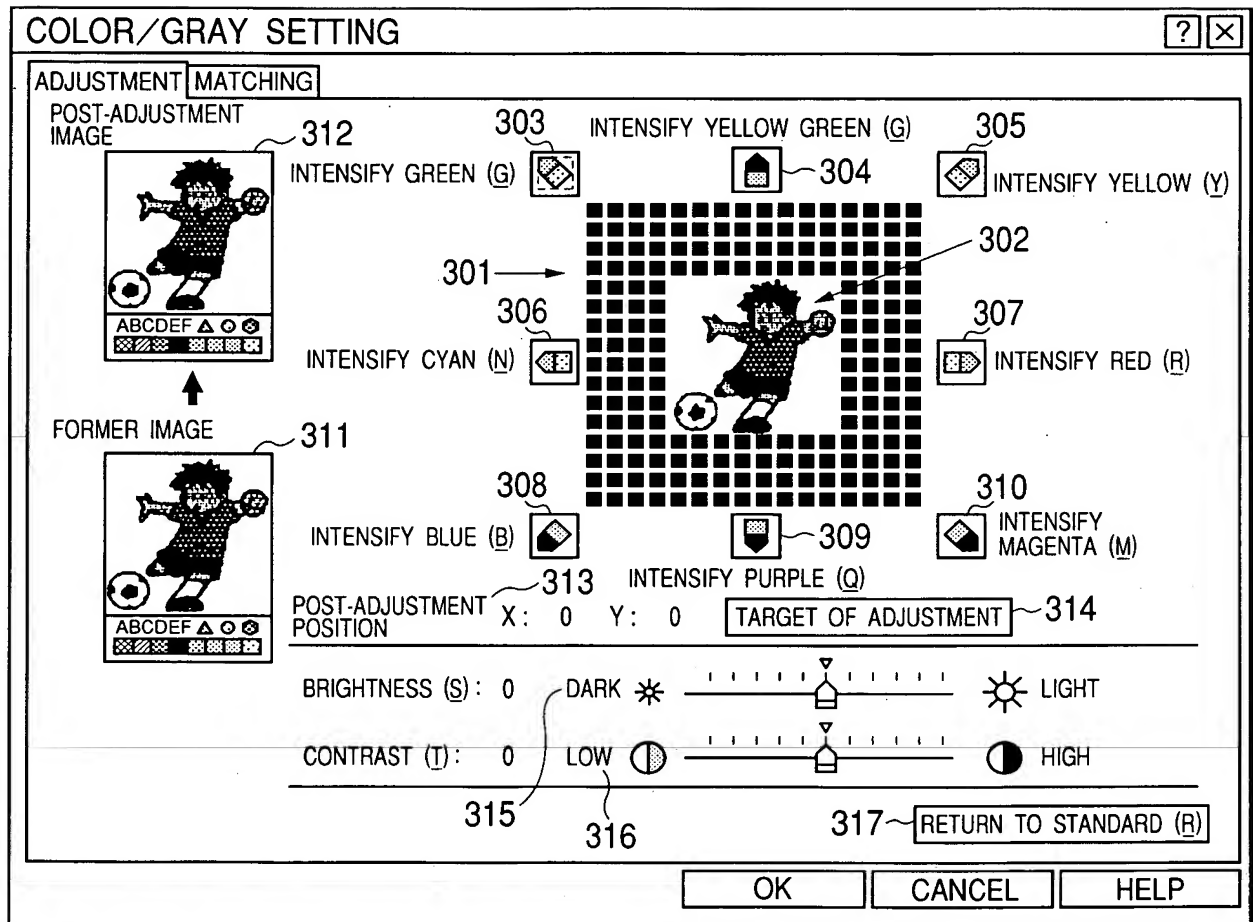 COLOR/GRAY SETTING ? ×
ADJUSTMENT MATCHING
POST-ADJUSTMENT
IMAGE
312
ABCDEF
FORMER IMAGE
311
ABCDEF
303
INTENSIFY GREEN (G)
INTENSIFY YELLOW GREEN (G)
304
305
INTENSIFY YELLOW (Y)
301
302
306
INTENSIFY CYAN (N)
307
INTENSIFY RED (R)
308
INTENSIFY BLUE (B)
309
INTENSIFY PURPLE (Q)
310
INTENSIFY
MAGENTA (M)
313
POST-ADJUSTMENT
POSITION
X: 0 Y: 0
TARGET OF ADJUSTMENT
314
BRIGHTNESS (S): 0 DARK LIGHT
CONTRAST (T): 0 LOW HIGH
315
316
317
RETURN TO STANDARD (R)
OK CANCEL HELP